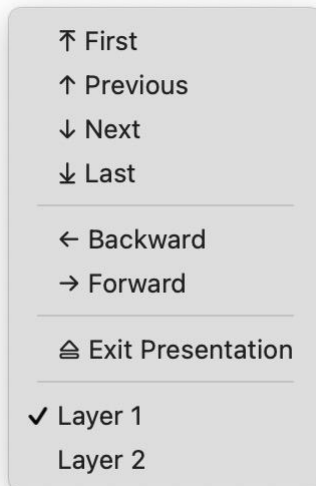 ⤒ First
↑ Previous
↓ Next
⤓ Last
← Backward
→ Forward
⏏ Exit Presentation
✓ Layer 1
Layer 2